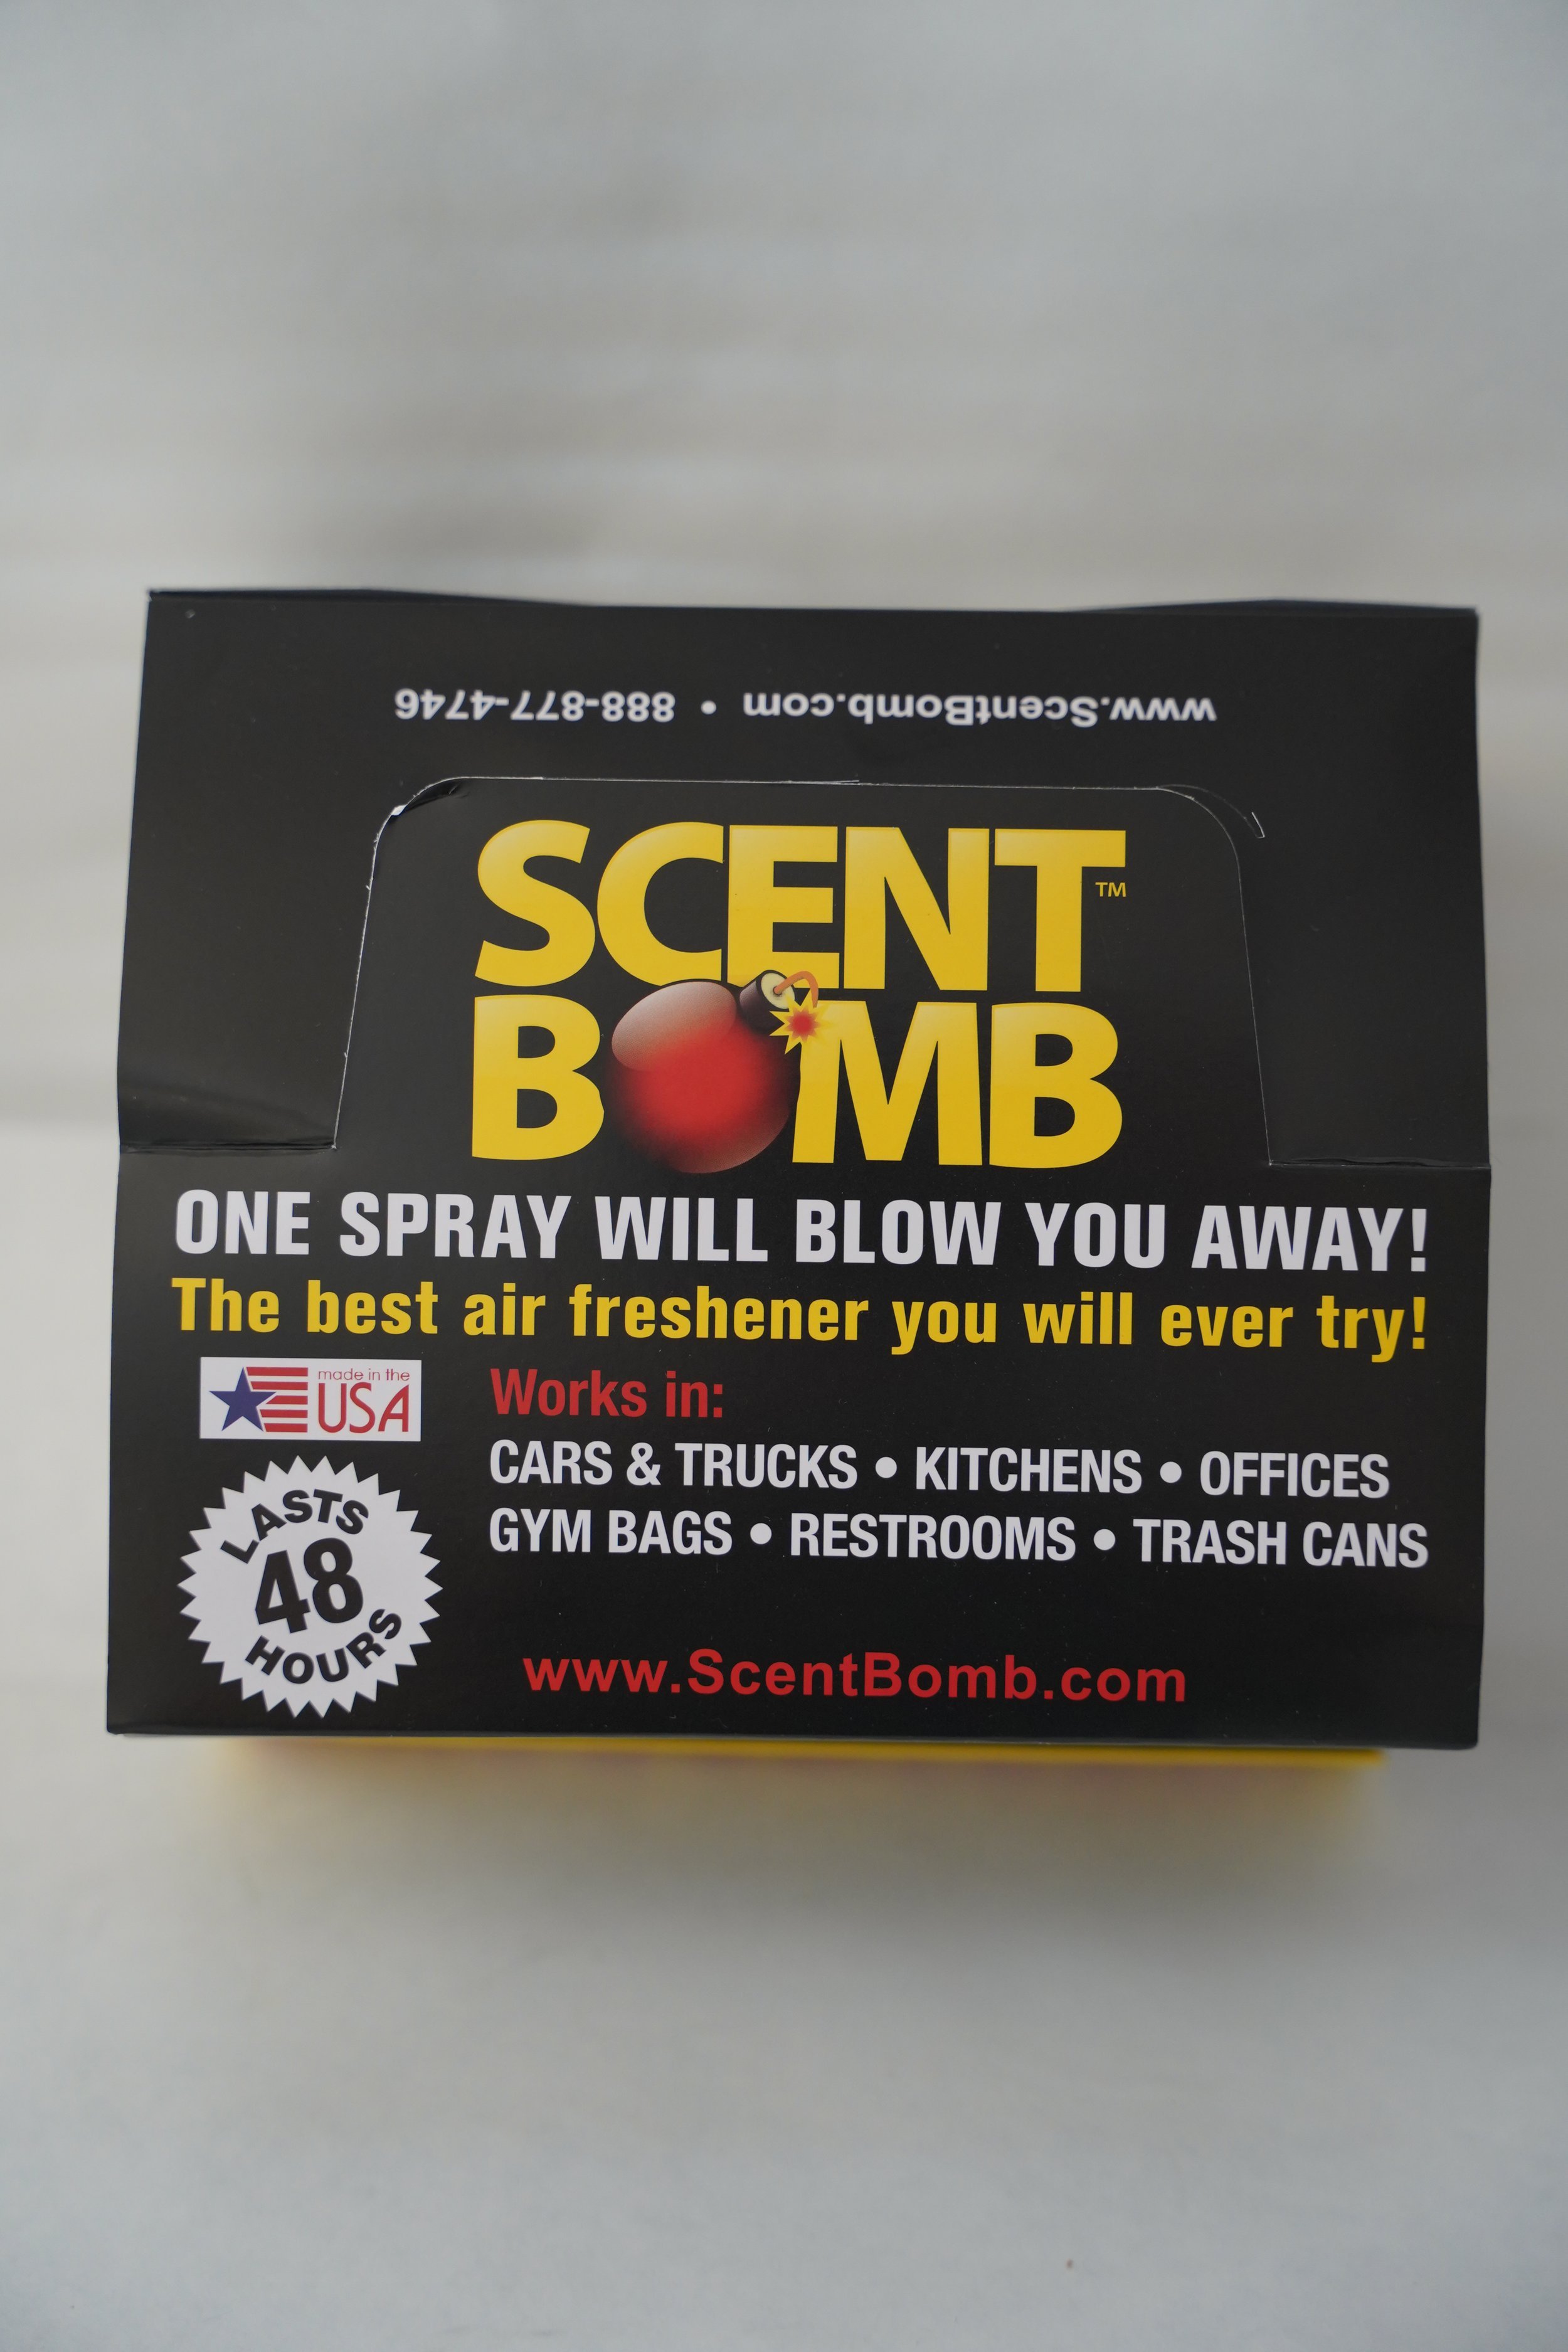 www.ScentBomb.com • 888-877-4746
SCENT
BOMB
TM
ONE SPRAY WILL BLOW YOU AWAY!
The best air freshener you will ever try!
made in the
USA
Works in:
CARS & TRUCKS • KITCHENS • OFFICES
GYM BAGS • RESTROOMS • TRASH CANS
LASTS
48
HOURS
www.ScentBomb.com